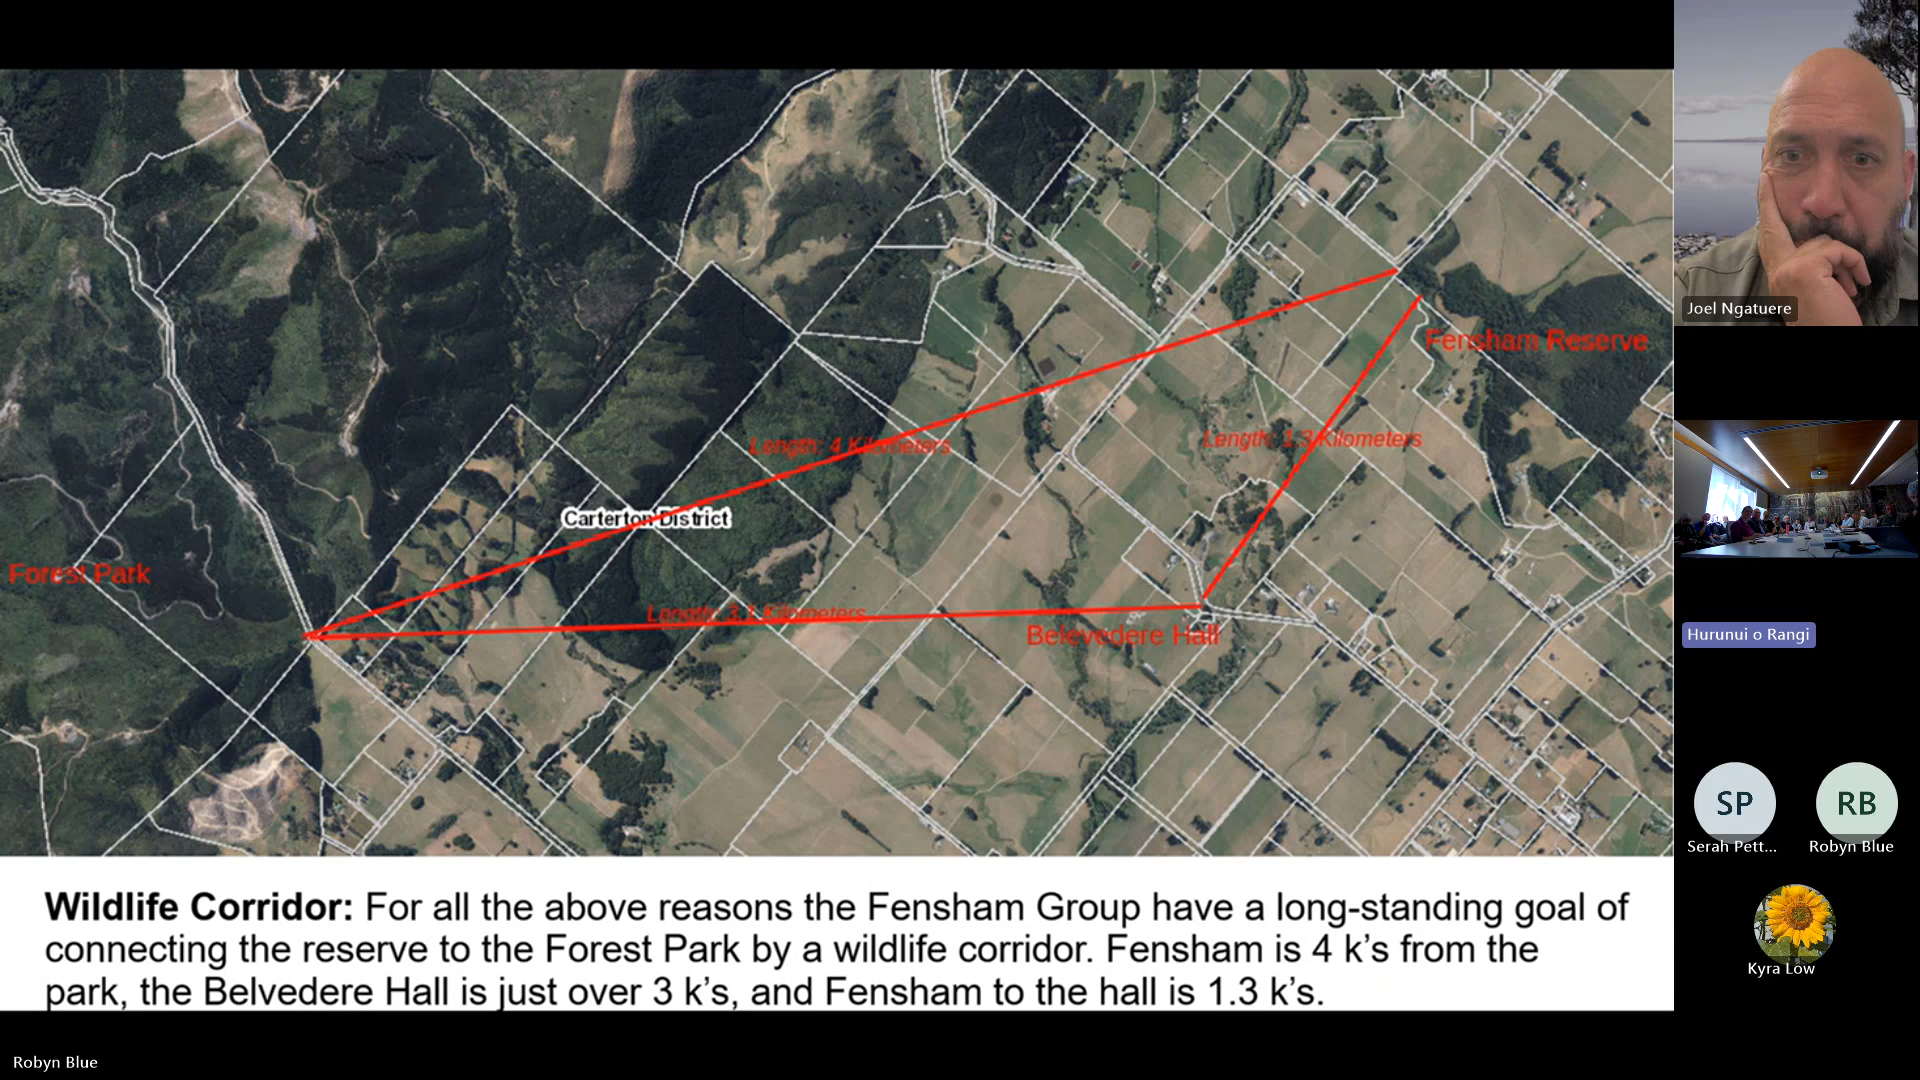 Fensham Reserve
Length: 4 Kilometers
Length: 1.3 Kilometers
Carterton District
Forest Park
Length: 3.1 Kilometers
Belevedere Hall
Wildlife Corridor: For all the above reasons the Fensham Group have a long-standing goal of
connecting the reserve to the Forest Park by a wildlife corridor. Fensham is 4 k's from the
park, the Belvedere Hall is just over 3 k's, and Fensham to the hall is 1.3 k's.
Robyn Blue
Joel Ngatuere
Hurunui o Rangi
SP
Serah Pett...
RB
Robyn Blue
Kyra Low